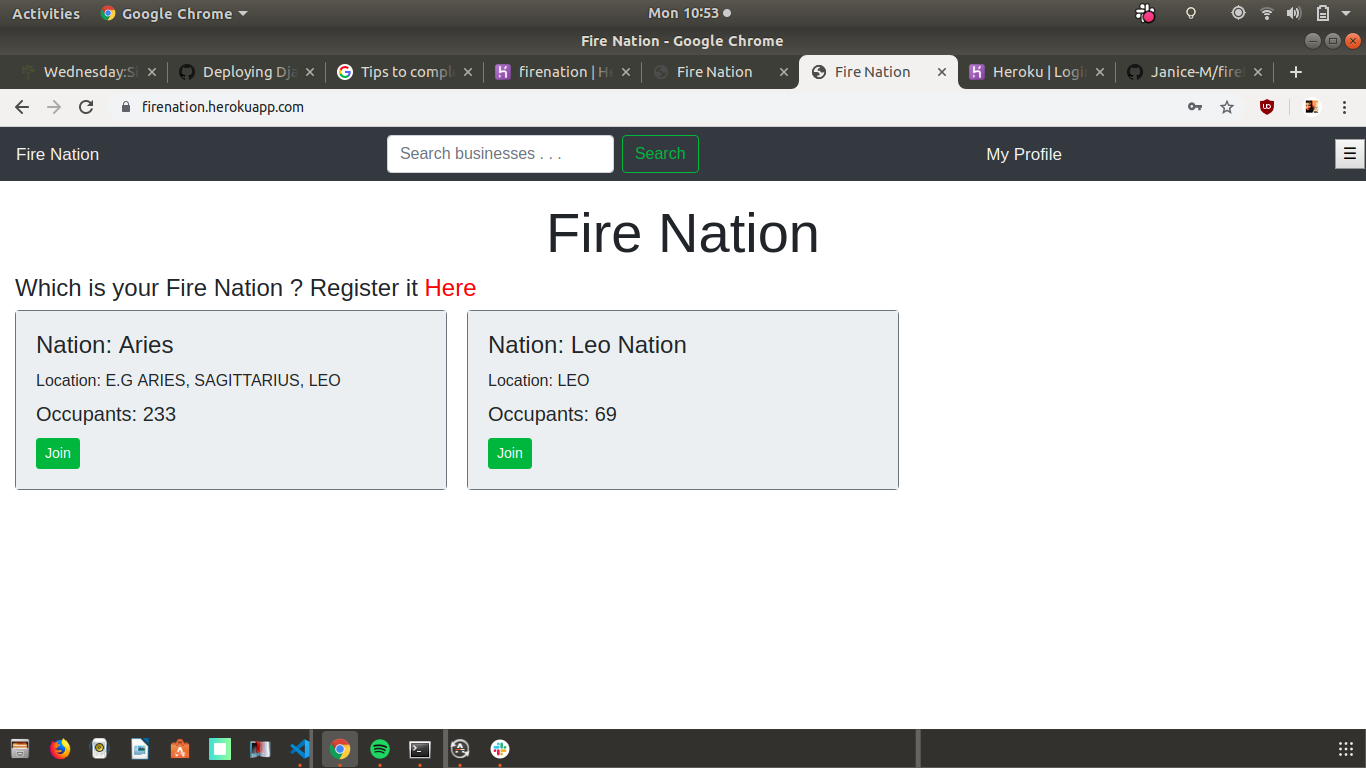 Activities Google Chrome Mon 10:53
Fire Nation - Google Chrome
Wednesday:S Deploying Dja Tips to comple firenation | He Fire Nation Fire Nation Heroku | Login Janice-M/fire
firenation.herokuapp.com
Fire Nation Search businesses . . . Search My Profile ☰
Fire Nation
Which is your Fire Nation ? Register it Here
Nation: Aries
Location: E.G ARIES, SAGITTARIUS, LEO
Occupants: 233
Join
Nation: Leo Nation
Location: LEO
Occupants: 69
Join